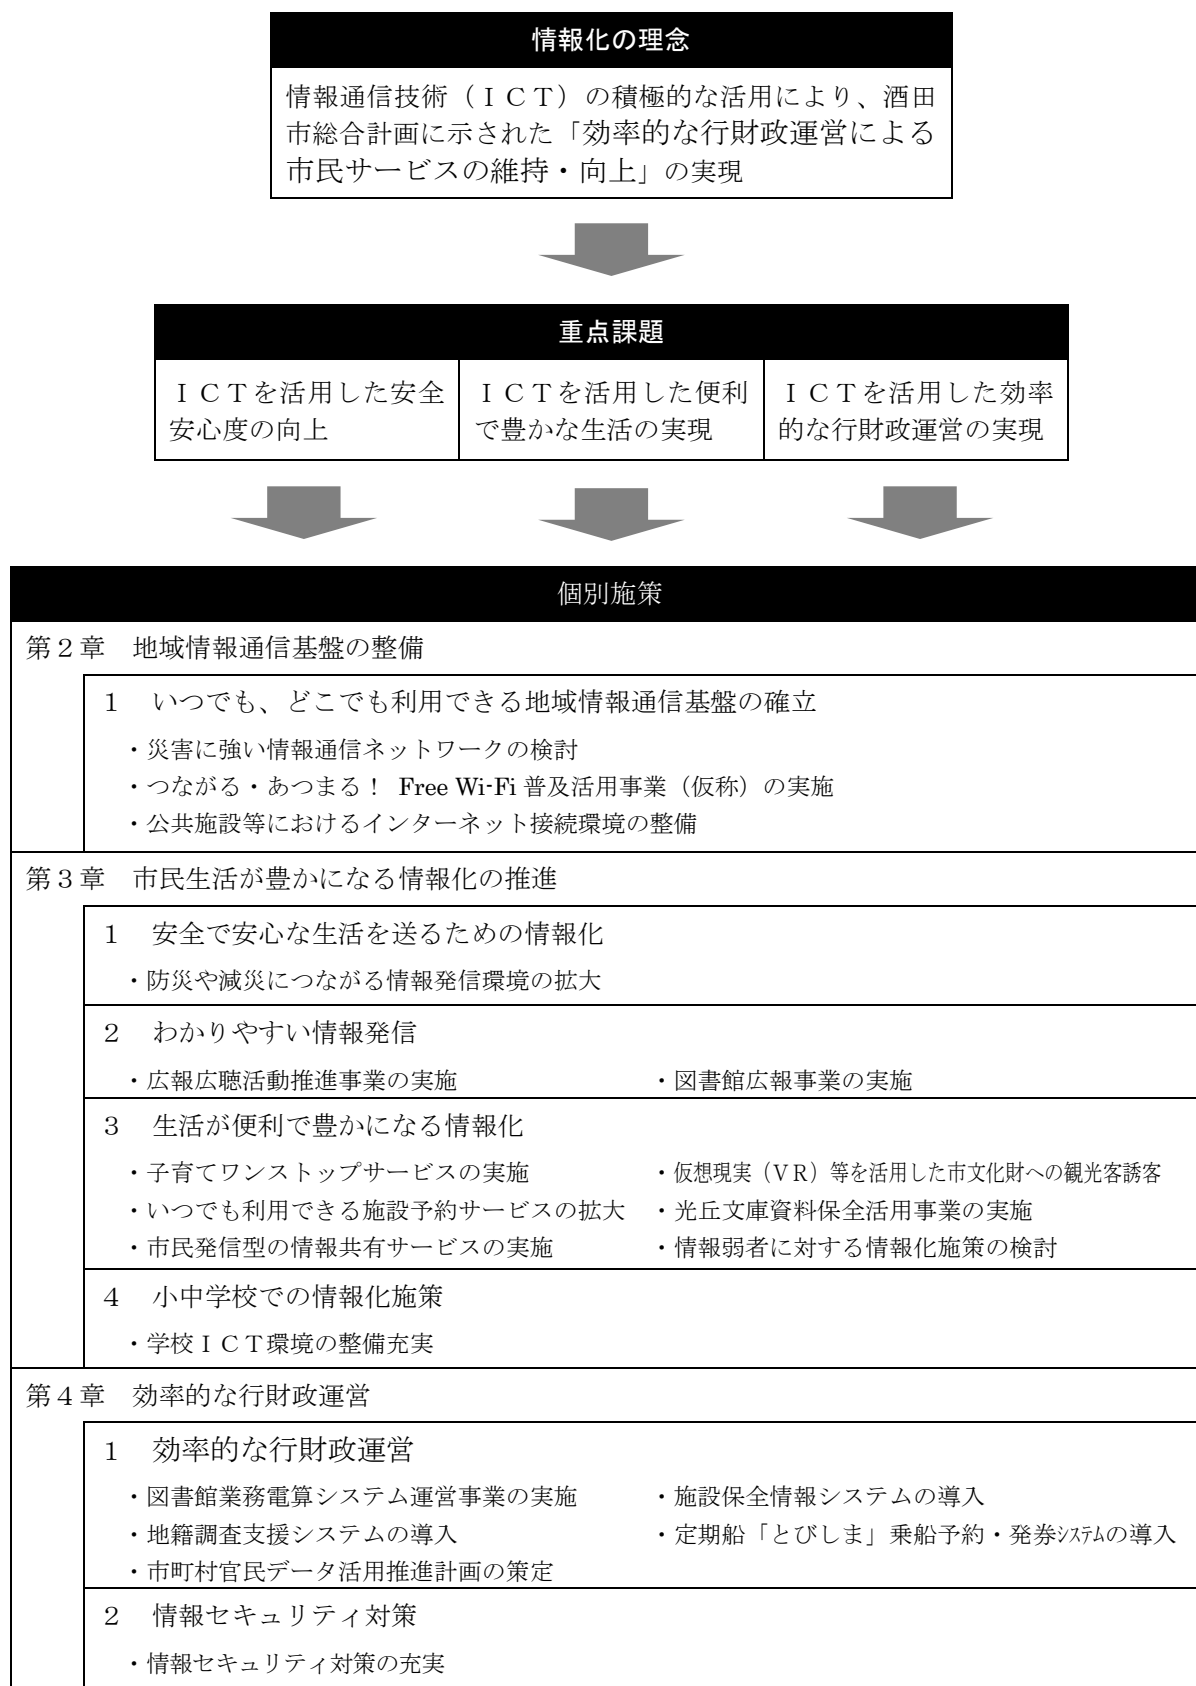 情報化の理念
情報通信技術（ＩＣＴ）の積極的な活用により、酒田
市総合計画に示された「効率的な行財政運営による
市民サービスの維持・向上」の実現
重点課題
ＩＣＴを活用した安全
安心度の向上
ＩＣＴを活用した便利
で豊かな生活の実現
ＩＣＴを活用した効率
的な行財政運営の実現
個別施策
第２章　地域情報通信基盤の整備
１　いつでも、どこでも利用できる地域情報通信基盤の確立
・災害に強い情報通信ネットワークの検討
・つながる・あつまる！ Free Wi-Fi 普及活用事業（仮称）の実施
・公共施設等におけるインターネット接続環境の整備
第３章　市民生活が豊かになる情報化の推進
１　安全で安心な生活を送るための情報化
・防災や減災につながる情報発信環境の拡大
２　わかりやすい情報発信
・広報広聴活動推進事業の実施　・図書館広報事業の実施
３　生活が便利で豊かになる情報化
・子育てワンストップサービスの実施　・仮想現実（ＶＲ）等を活用した市文化財への観光客誘客
・いつでも利用できる施設予約サービスの拡大　・光丘文庫資料保全活用事業の実施
・市民発信型の情報共有サービスの実施　・情報弱者に対する情報化施策の検討
４　小中学校での情報化施策
・学校ＩＣＴ環境の整備充実
第４章　効率的な行財政運営
１　効率的な行財政運営
・図書館業務電算システム運営事業の実施　・施設保全情報システムの導入
・地籍調査支援システムの導入　・定期船「とびしま」乗船予約・発券ｼｽﾃﾑの導入
・市町村官民データ活用推進計画の策定
２　情報セキュリティ対策
・情報セキュリティ対策の充実